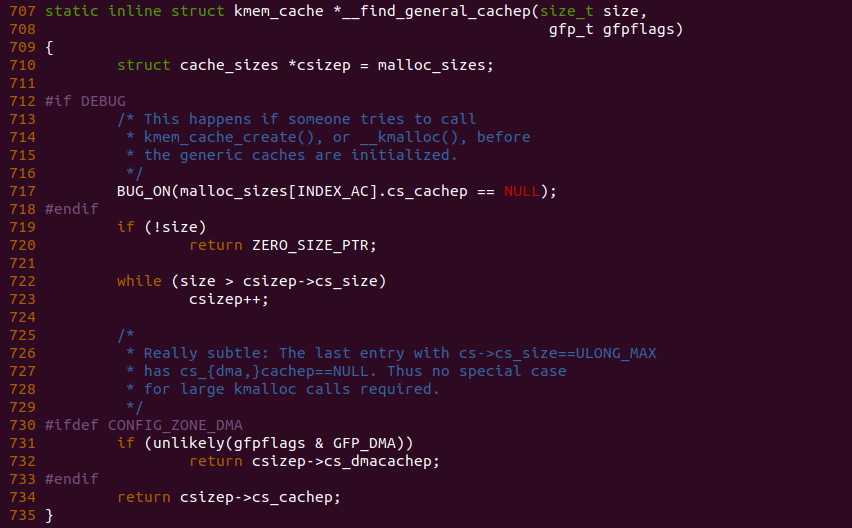 707 static inline struct kmem_cache *__find_general_cachep(size_t size,
708                                                         gfp_t gfpflags)
709 {
710         struct cache_sizes *csizep = malloc_sizes;
711
712 #if DEBUG
713         /* This happens if someone tries to call
714          * kmem_cache_create(), or __kmalloc(), before
715          * the generic caches are initialized.
716          */
717         BUG_ON(malloc_sizes[INDEX_AC].cs_cachep == NULL);
718 #endif
719         if (!size)
720                 return ZERO_SIZE_PTR;
721
722         while (size > csizep->cs_size)
723                 csizep++;
724
725         /*
726          * Really subtle: The last entry with cs->cs_size==ULONG_MAX
727          * has cs_{dma,}cachep==NULL. Thus no special case
728          * for large kmalloc calls required.
729          */
730 #ifdef CONFIG_ZONE_DMA
731         if (unlikely(gfpflags & GFP_DMA))
732                 return csizep->cs_dmacachep;
733 #endif
734         return csizep->cs_cachep;
735 }